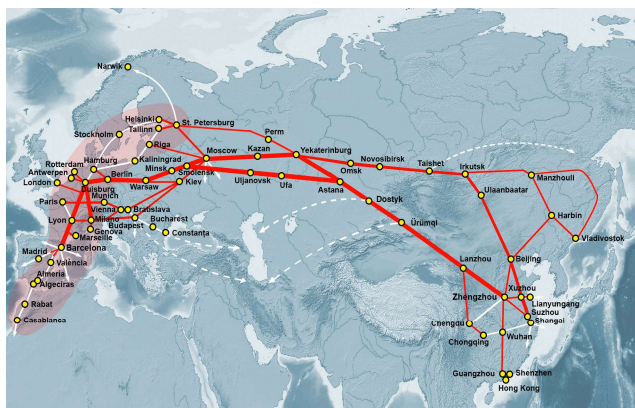 Narwik
Helsinki
St. Petersburg
Tallinn
Stockholm
Riga
Perm
Moscow
Kazan
Yekaterinburg
Kaliningrad
Hamburg
Rotterdam
Antwerpen
London
Berlin
Duisburg
Minsk
Smolensk
Warsaw
Kiev
Uljanovsk
Ufa
Astana
Omsk
Novosibirsk
Taishet
Irkutsk
Manzhouli
Ulaanbaatar
Harbin
Vladivostok
Dostyk
Ürümqi
Paris
Munich
Vienna
Bratislava
Budapest
Bucharest
Constanța
Lyon
Milano
Genova
Marseille
Madrid
Barcelona
València
Almeria
Algeciras
Rabat
Casablanca
Lanzhou
Beijing
Xuzhou
Zhengzhou
Lianyungang
Suzhou
Shangai
Chengdu
Chongqing
Wuhan
Guangzhou
Shenzhen
Hong Kong